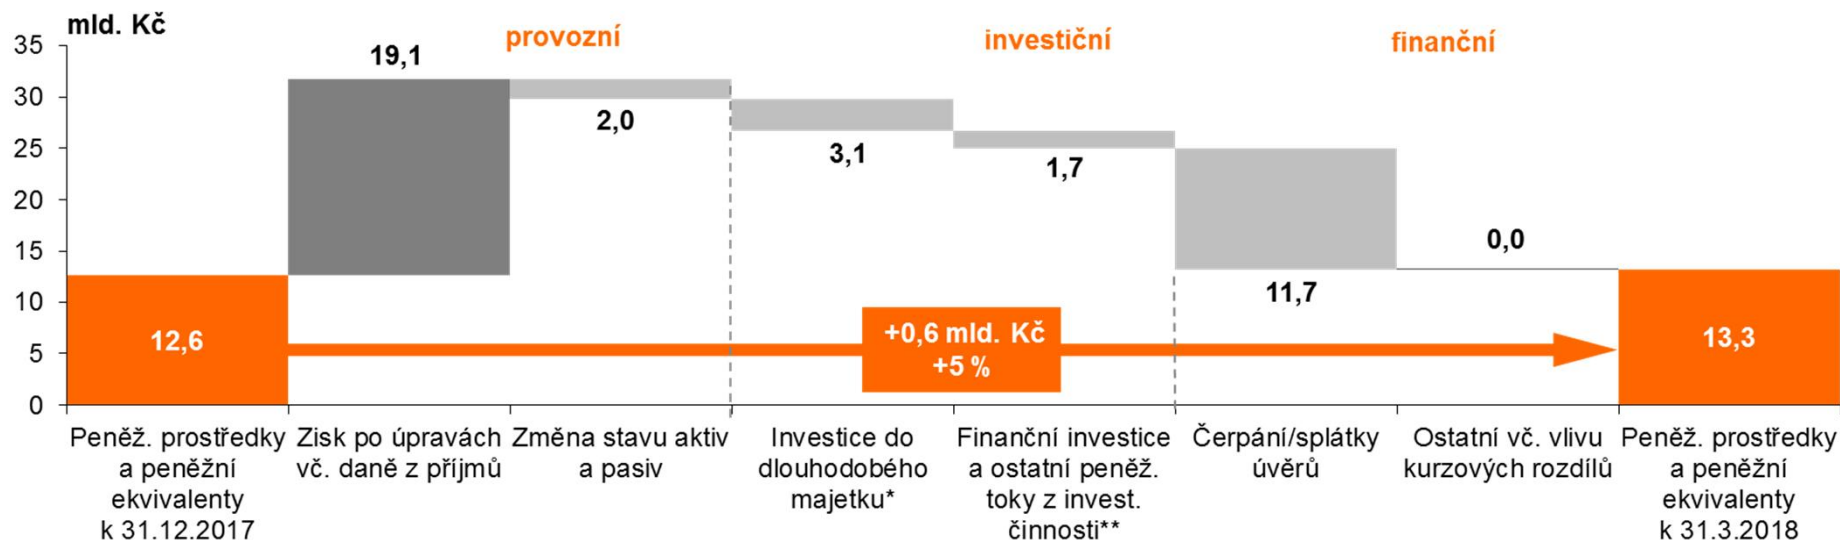 mld. Kč
provozní
investiční
finanční
35
30
25
20
15
10
5
0
12,6
19,1
2,0
3,1
1,7
11,7
0,0
13,3
+0,6 mld. Kč
+5 %
Peněž. prostředky
a peněžní
ekvivalenty
k 31.12.2017
Zisk po úpravách
vč. daně z příjmů
Změna stavu aktiv
a pasiv
Investice do
dlouhodobého
majetku*
Finanční investice
a ostatní peněž.
toky z invest.
činnosti**
Čerpání/splátky
úvěrů
Ostatní vč. vlivu
kurzových rozdílů
Peněž. prostředky
a peněžní
ekvivalenty
k 31.3.2018